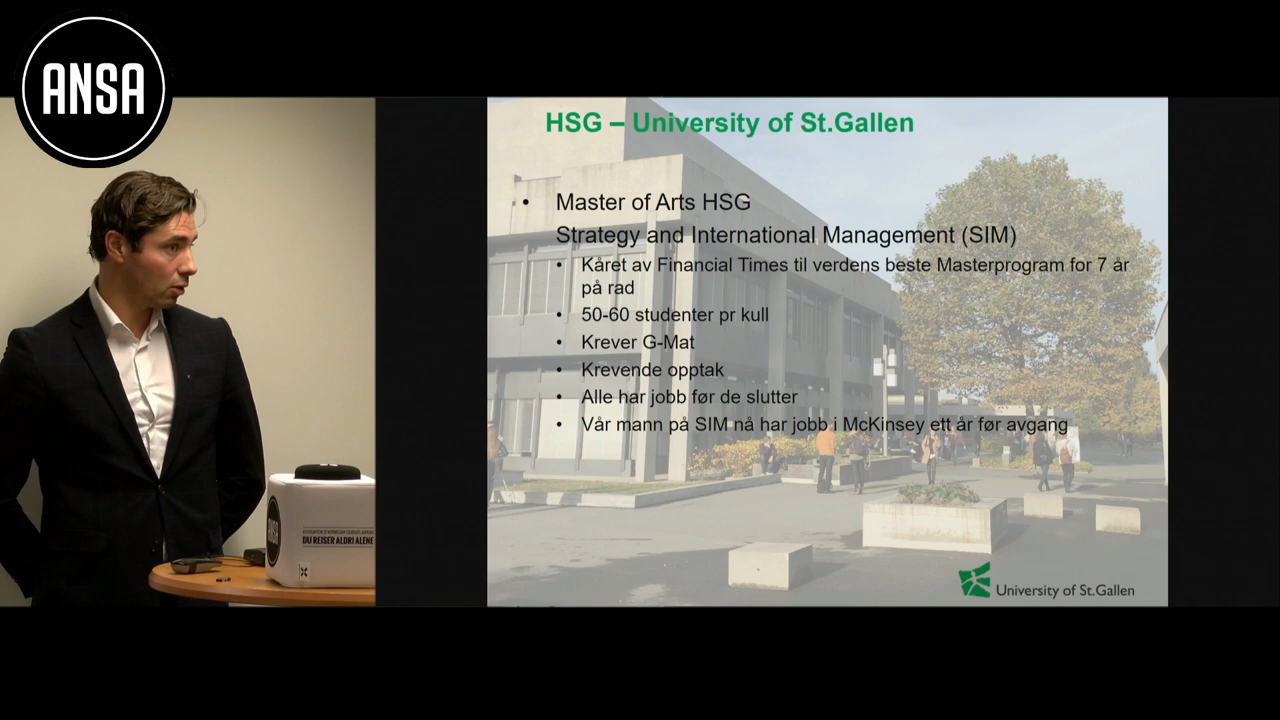 ANSA
HSG – University of St.Gallen
• Master of Arts HSG
Strategy and International Management (SIM)
• Kåret av Financial Times til verdens beste Masterprogram for 7 år
på rad
• 50-60 studenter pr kull
• Krever G-Mat
• Krevende opptak
• Alle har jobb før de slutter
• Vår mann på SIM nå har jobb i McKinsey ett år før avgang
ANSA
DU REISER ALDRI ALENE
University of St.Gallen